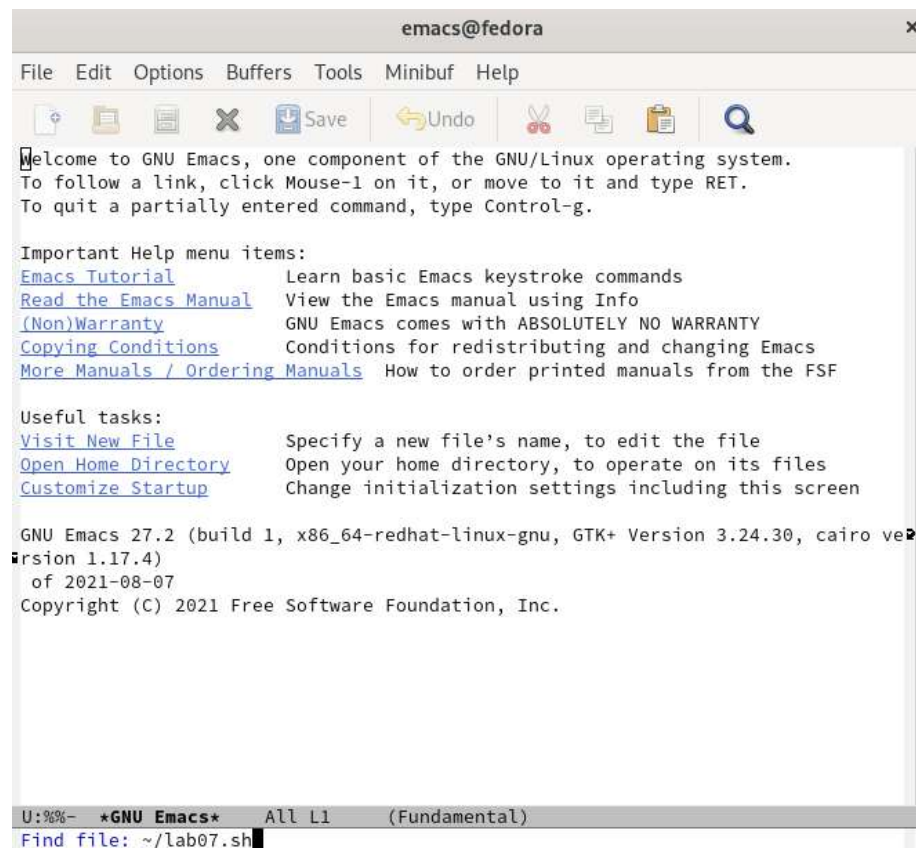 emacs@fedora
File Edit Options Buffers Tools Minibuf Help
Save Undo
Welcome to GNU Emacs, one component of the GNU/Linux operating system.
To follow a link, click Mouse-1 on it, or move to it and type RET.
To quit a partially entered command, type Control-g.
Important Help menu items:
Emacs Tutorial Learn basic Emacs keystroke commands
Read the Emacs Manual View the Emacs manual using Info
(Non)Warranty GNU Emacs comes with ABSOLUTELY NO WARRANTY
Copying Conditions Conditions for redistributing and changing Emacs
More Manuals / Ordering Manuals How to order printed manuals from the FSF
Useful tasks:
Visit New File Specify a new file's name, to edit the file
Open Home Directory Open your home directory, to operate on its files
Customize Startup Change initialization settings including this screen
GNU Emacs 27.2 (build 1, x86_64-redhat-linux-gnu, GTK+ Version 3.24.30, cairo ve
rsion 1.17.4)
of 2021-08-07
Copyright (C) 2021 Free Software Foundation, Inc.
U:%%- *GNU Emacs* All L1 (Fundamental)
Find file: ~/lab07.sh